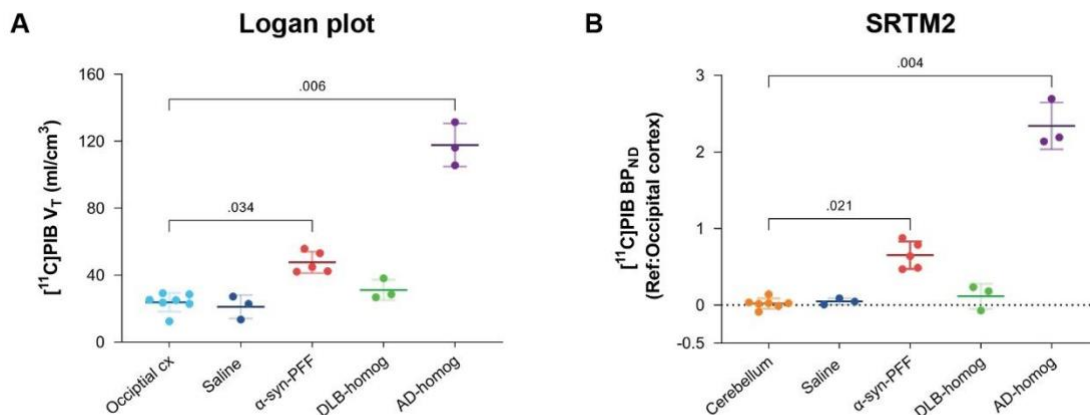 A
Logan plot
[¹¹C]PIB V_T (ml/cm³)
160
120
80
40
0
.006
.034
Occiptial cx
Saline
α-syn-PFF
DLB-homog
AD-homog
B
SRTM2
[¹¹C]PIB BP_ND
(Ref:Occipital cortex)
3
2
1
0
-0.5
.004
.021
Cerebellum
Saline
α-syn-PFF
DLB-homog
AD-homog